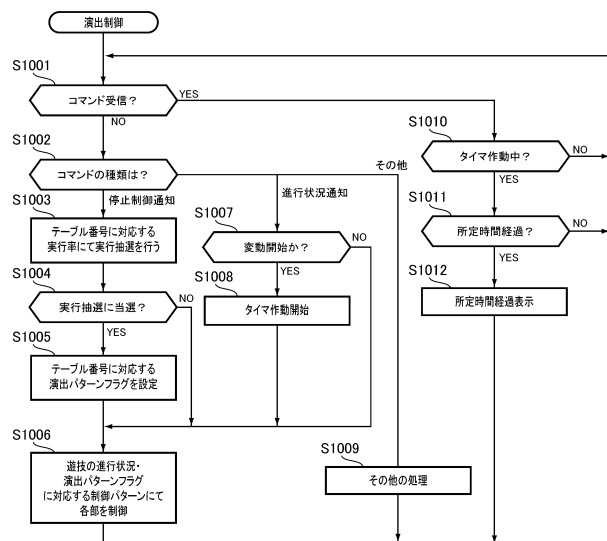 演出制御
S1001
コマンド受信？
YES
NO
S1002
コマンドの種類は？
停止制御通知
進行状況通知
その他
S1003
テーブル番号に対応する
実行率にて実行抽選を行う
S1004
実行抽選に当選？
NO
YES
S1005
テーブル番号に対応する
演出パターンフラグを設定
S1006
遊技の進行状況・
演出パターンフラグ
に対応する制御パターンにて
各部を制御
S1007
変動開始か？
NO
YES
S1008
タイマ作動開始
S1009
その他の処理
S1010
タイマ作動中？
NO
YES
S1011
所定時間経過？
NO
YES
S1012
所定時間経過表示